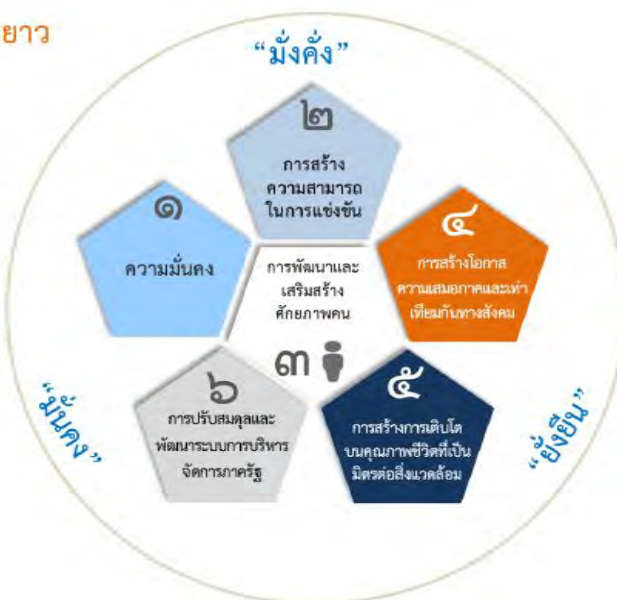 ยาว
“มั่งคั่ง”
๒
การสร้าง
ความสามารถ
ในการแข่งขัน
๑
ความมั่นคง
การพัฒนาและ
เสริมสร้าง
ศักยภาพคน
๓
๔
การสร้างโอกาส
ความเสมอภาคและเท่า
เทียมกันทางสังคม
๖
การปรับสมดุลและ
พัฒนาระบบการบริหาร
จัดการภาครัฐ
๕
การสร้างการเติบโต
บนคุณภาพชีวิตที่เป็น
มิตรต่อสิ่งแวดล้อม
“มั่นคง”
“ยั่งยืน”